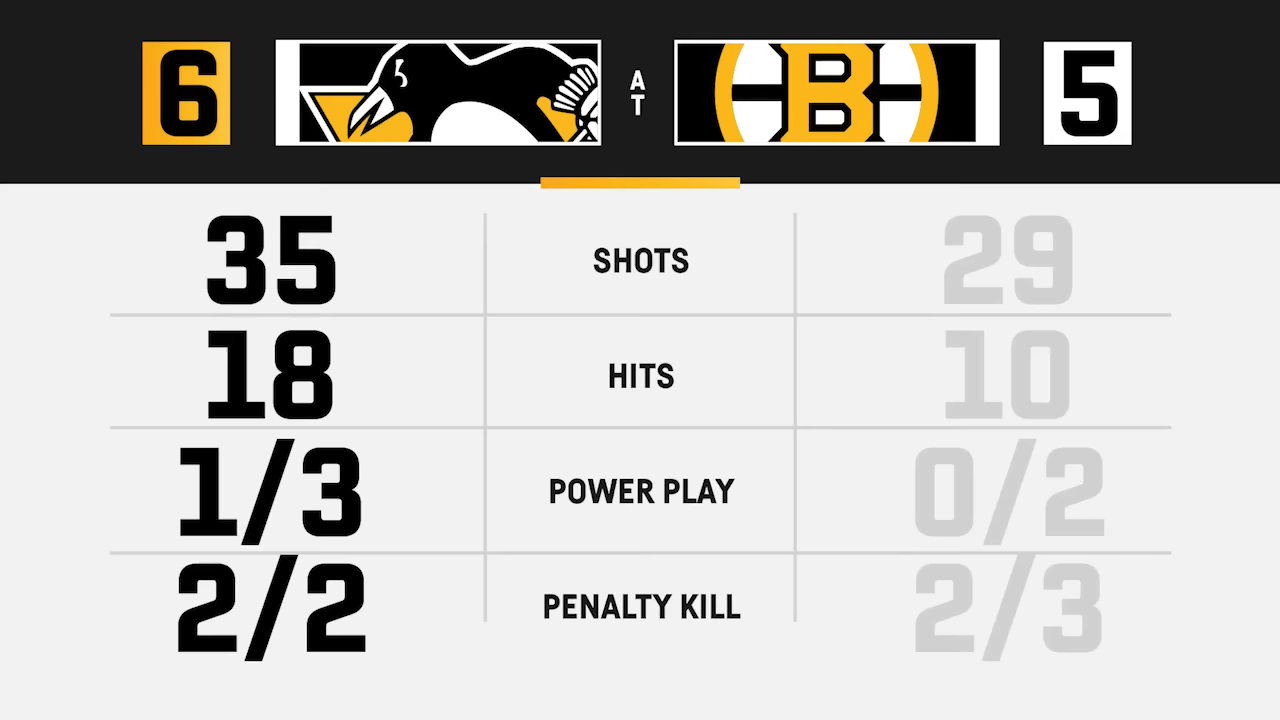 6 AT B 5
35 SHOTS 29
18 HITS 10
1/3 POWER PLAY 0/2
2/2 PENALTY KILL 2/3